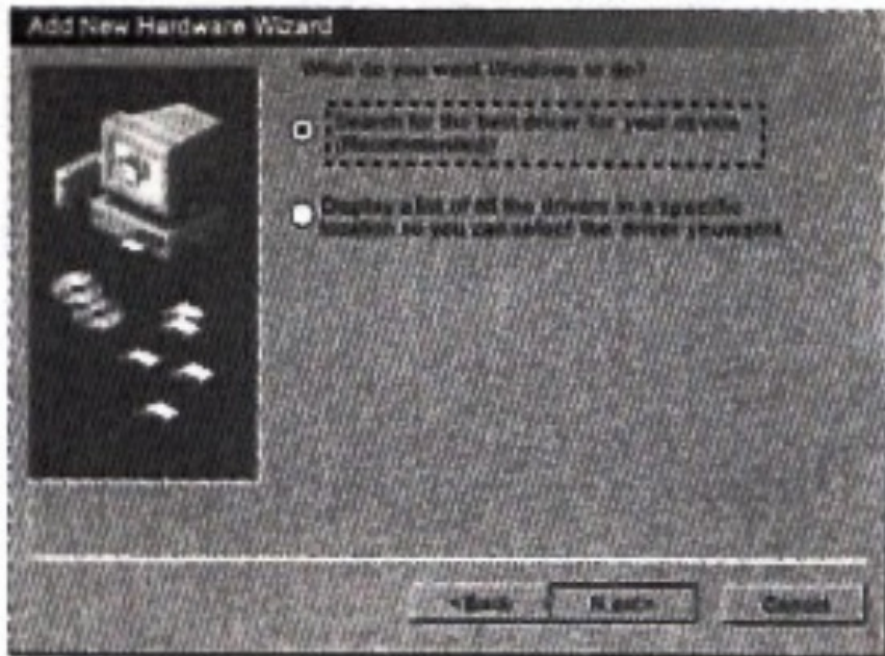 Add New Hardware Wizard
What do you want Windows to do?
Search for the best driver for your device
(Recommended)
Display a list of all the drivers in a specific
location so you can select the driver you want
< Back
Next >
Cancel